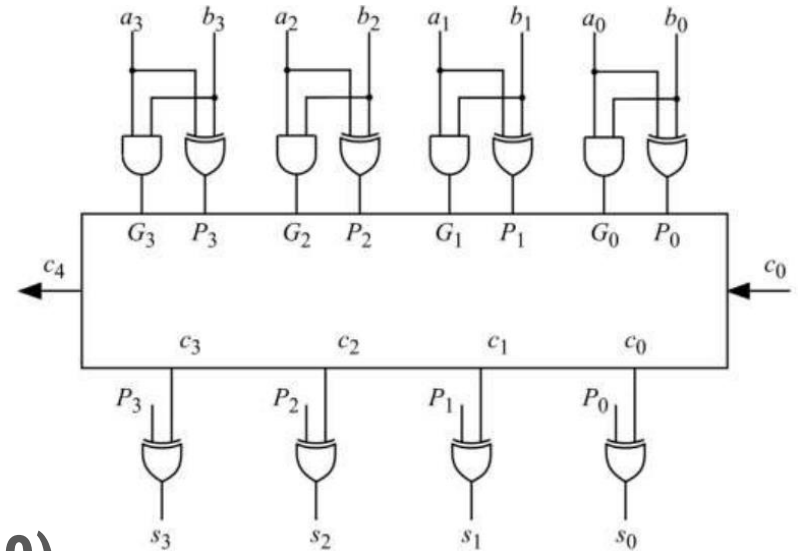 a3 b3 a2 b2 a1 b1 a0 b0
G3 P3 G2 P2 G1 P1 G0 P0
c4 c0
c3 c2 c1 c0
P3 P2 P1 P0
s3 s2 s1 s0
0)